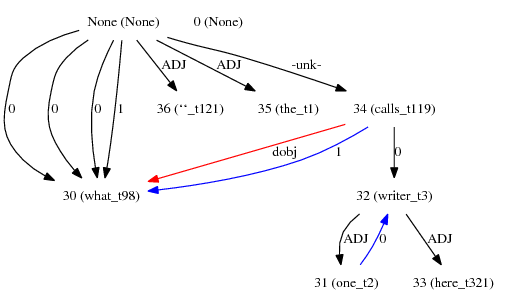 None (None) 0 (None)
ADJ ADJ -unk-
0 0 0 1 36 (“_t121) 35 (the_t1) 34 (calls_t119)
dobj 1 0
30 (what_t98) 32 (writer_t3)
ADJ 0 ADJ
31 (one_t2) 33 (here_t321)